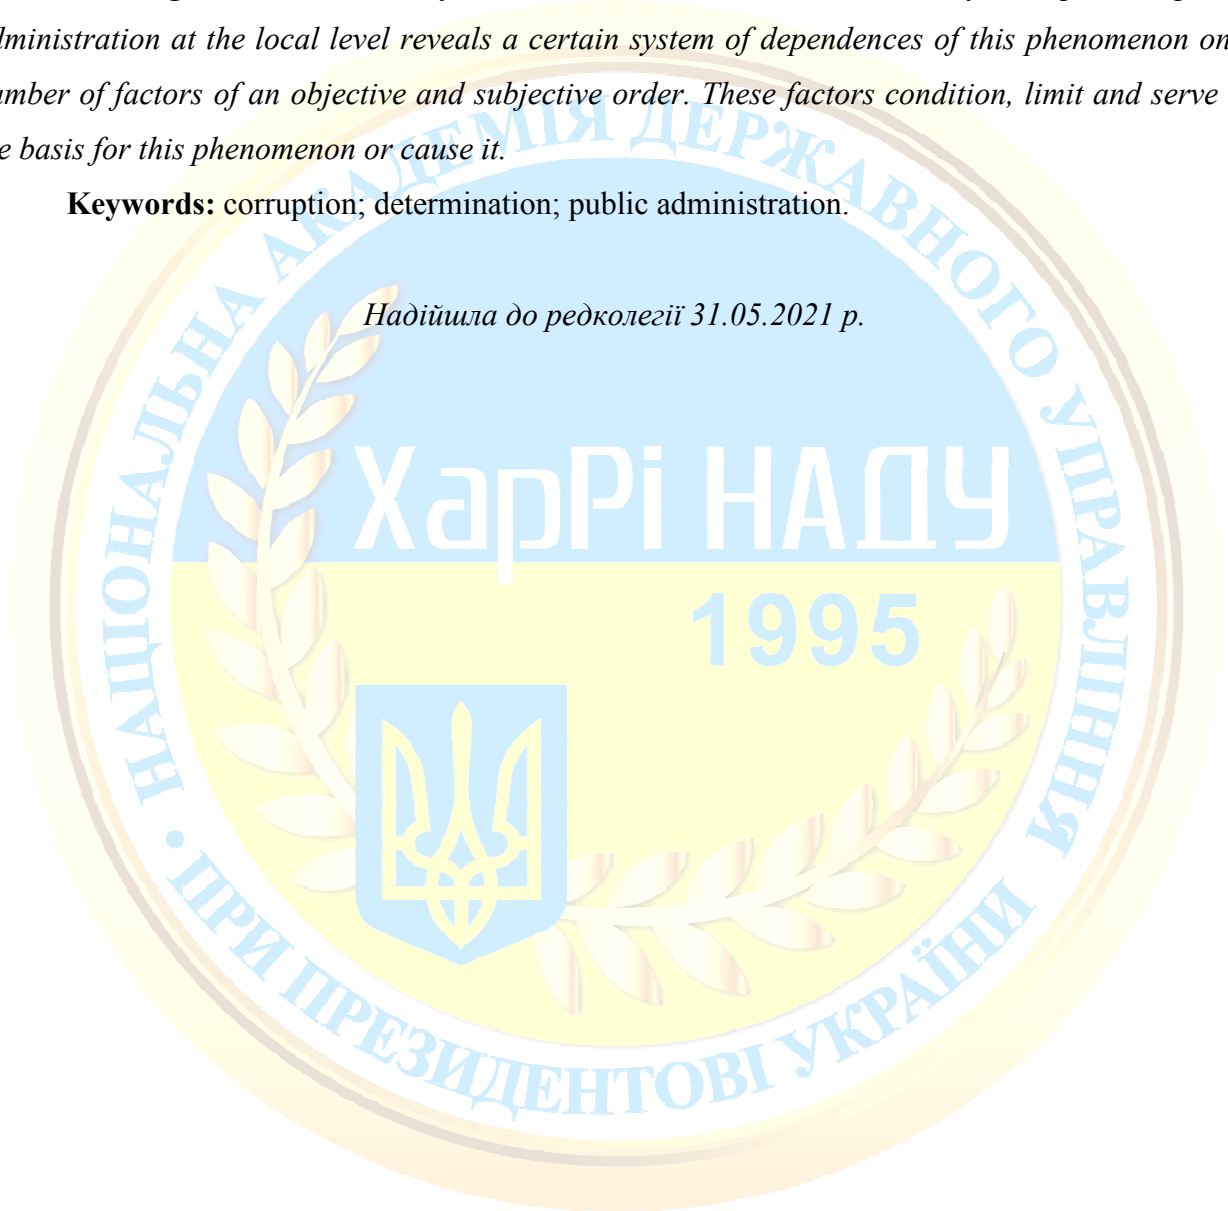 administration at the local level reveals a certain system of dependences of this phenomenon on
number of factors of an objective and subjective order. These factors condition, limit and serve
the basis for this phenomenon or cause it.
Keywords: corruption; determination; public administration.
Надійшла до редколегії 31.05.2021 р.
НАЦІОНАЛЬНА АКАДЕМІЯ ДЕРЖАВНОГО УПРАВЛІННЯ
ХарРі НАДУ
1995
• ПРИ ПРЕЗИДЕНТОВІ УКРАЇНИ